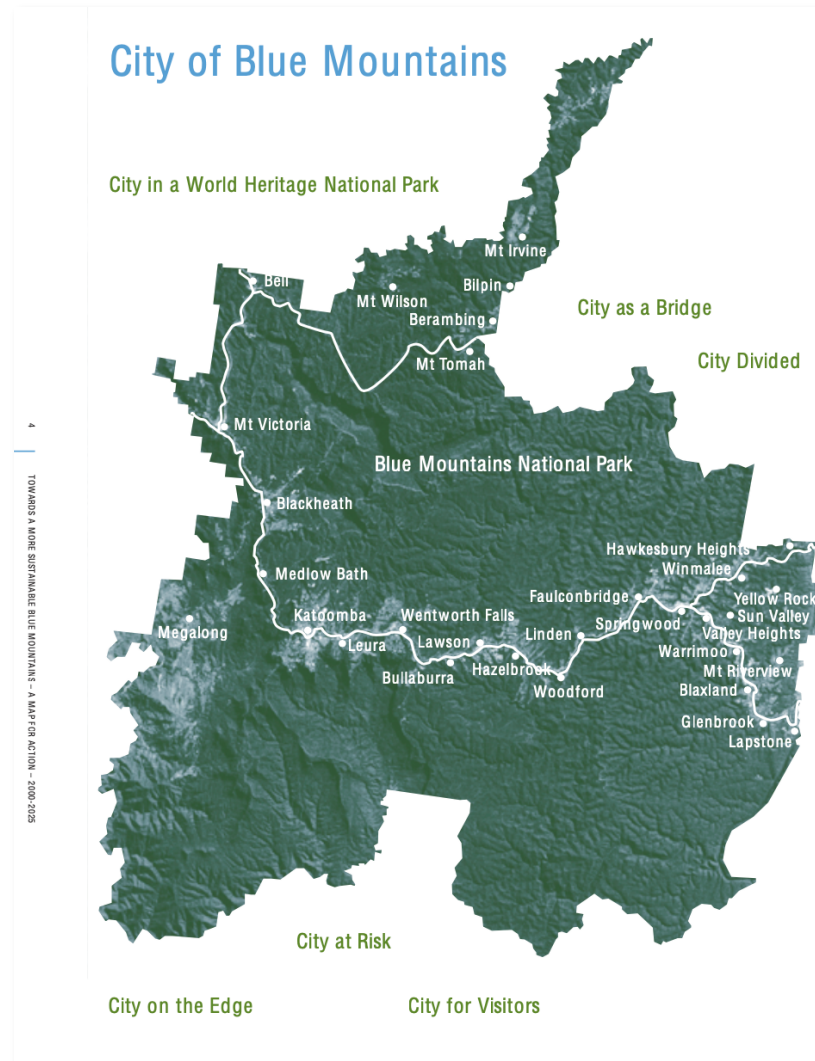 City of Blue Mountains
City in a World Heritage National Park
Mt Irvine
Bell
Bilpin
Mt Wilson
Berambing
City as a Bridge
Mt Tomah
City Divided
Mt Victoria
Blue Mountains National Park
Blackheath
Hawkesbury Heights
Winmalee
Medlow Bath
Faulconbridge
Yellow Rock
Katoomba
Wentworth Falls
Springwood
Sun Valley
Megalong
Linden
Valley Heights
Leura
Lawson
Warrimoo
Hazelbrook
Mt Riverview
Bullaburra
Woodford
Blaxland
Glenbrook
Lapstone
City at Risk
City on the Edge
City for Visitors
4
TOWARDS A MORE SUSTAINABLE BLUE MOUNTAINS – A MAP FOR ACTION – 2000-2025